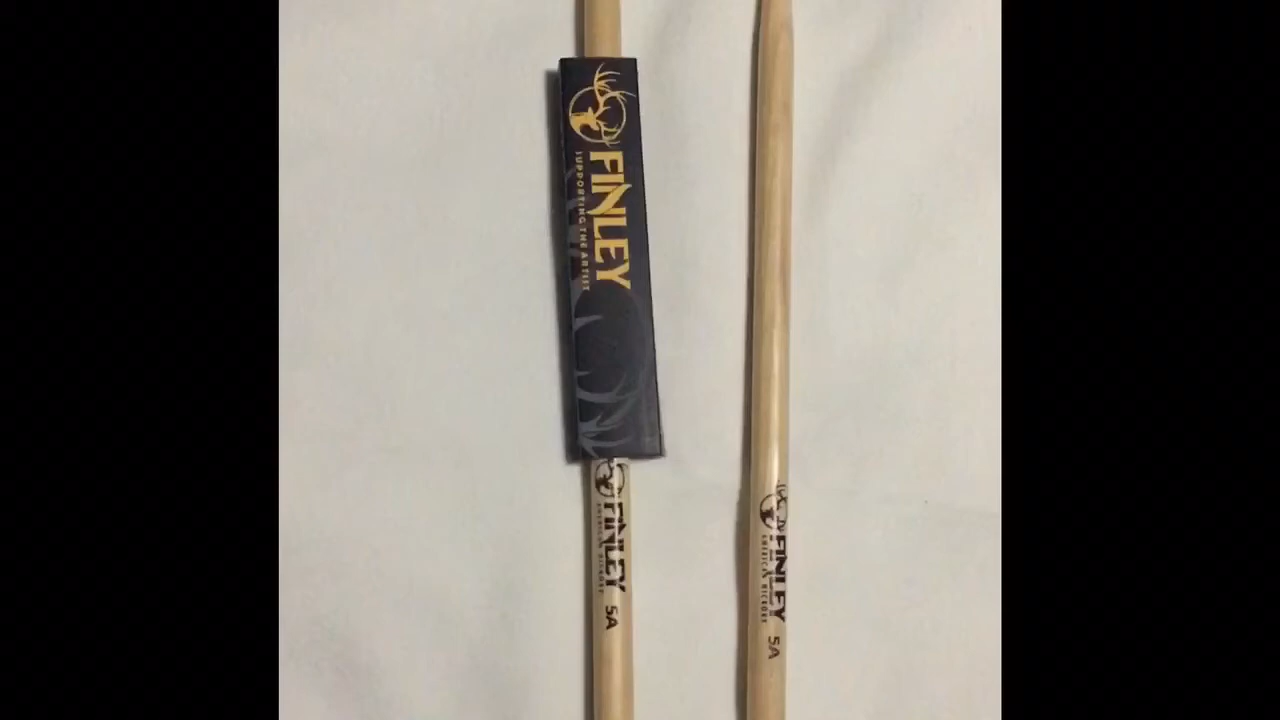 FINLEY
SUPPORTING THE ARTIST
FINLEY
AMERICAN HICKORY
5A
FINLEY
AMERICAN HICKORY
5A